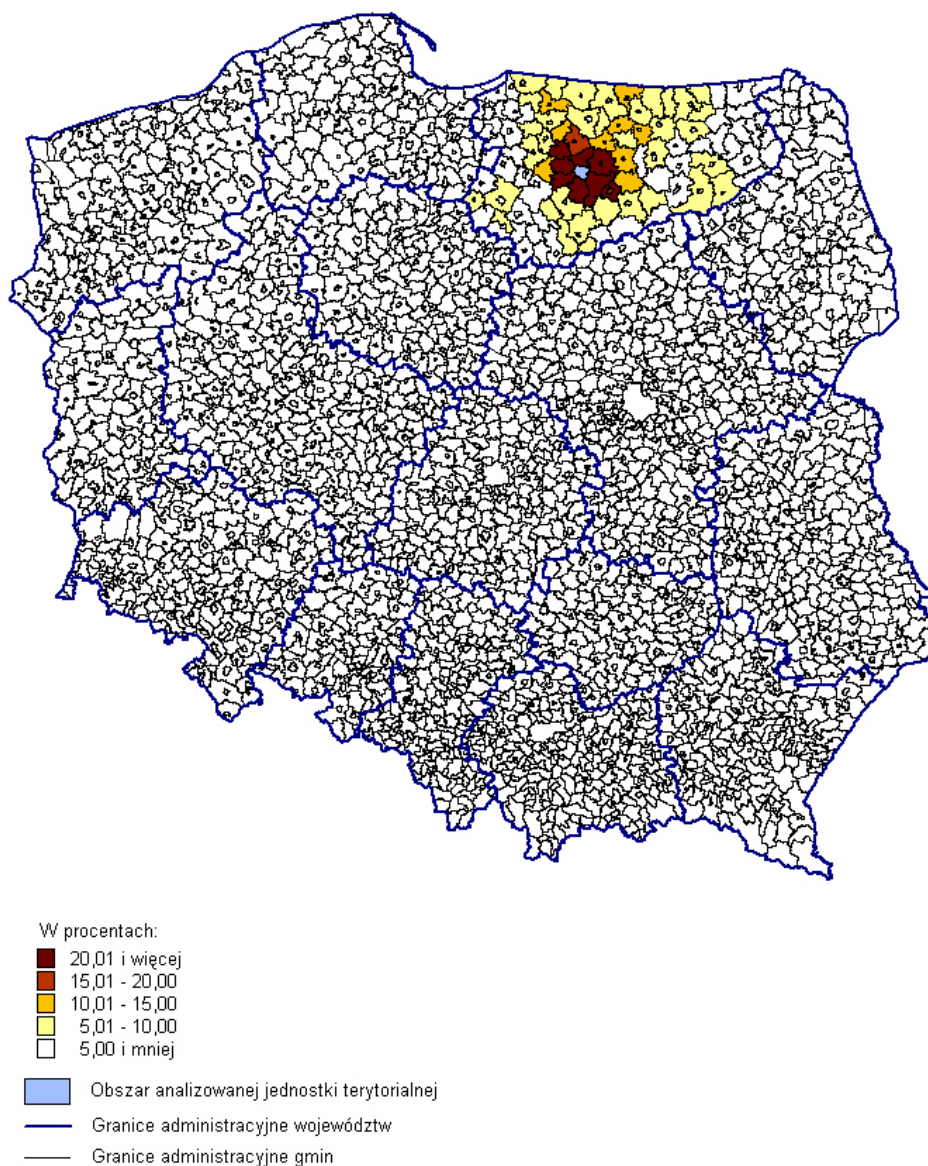 W procentach:
20,01 i więcej
15,01 - 20,00
10,01 - 15,00
5,01 - 10,00
5,00 i mniej
Obszar analizowanej jednostki terytorialnej
Granice administracyjne województw
Granice administracyjne gmin